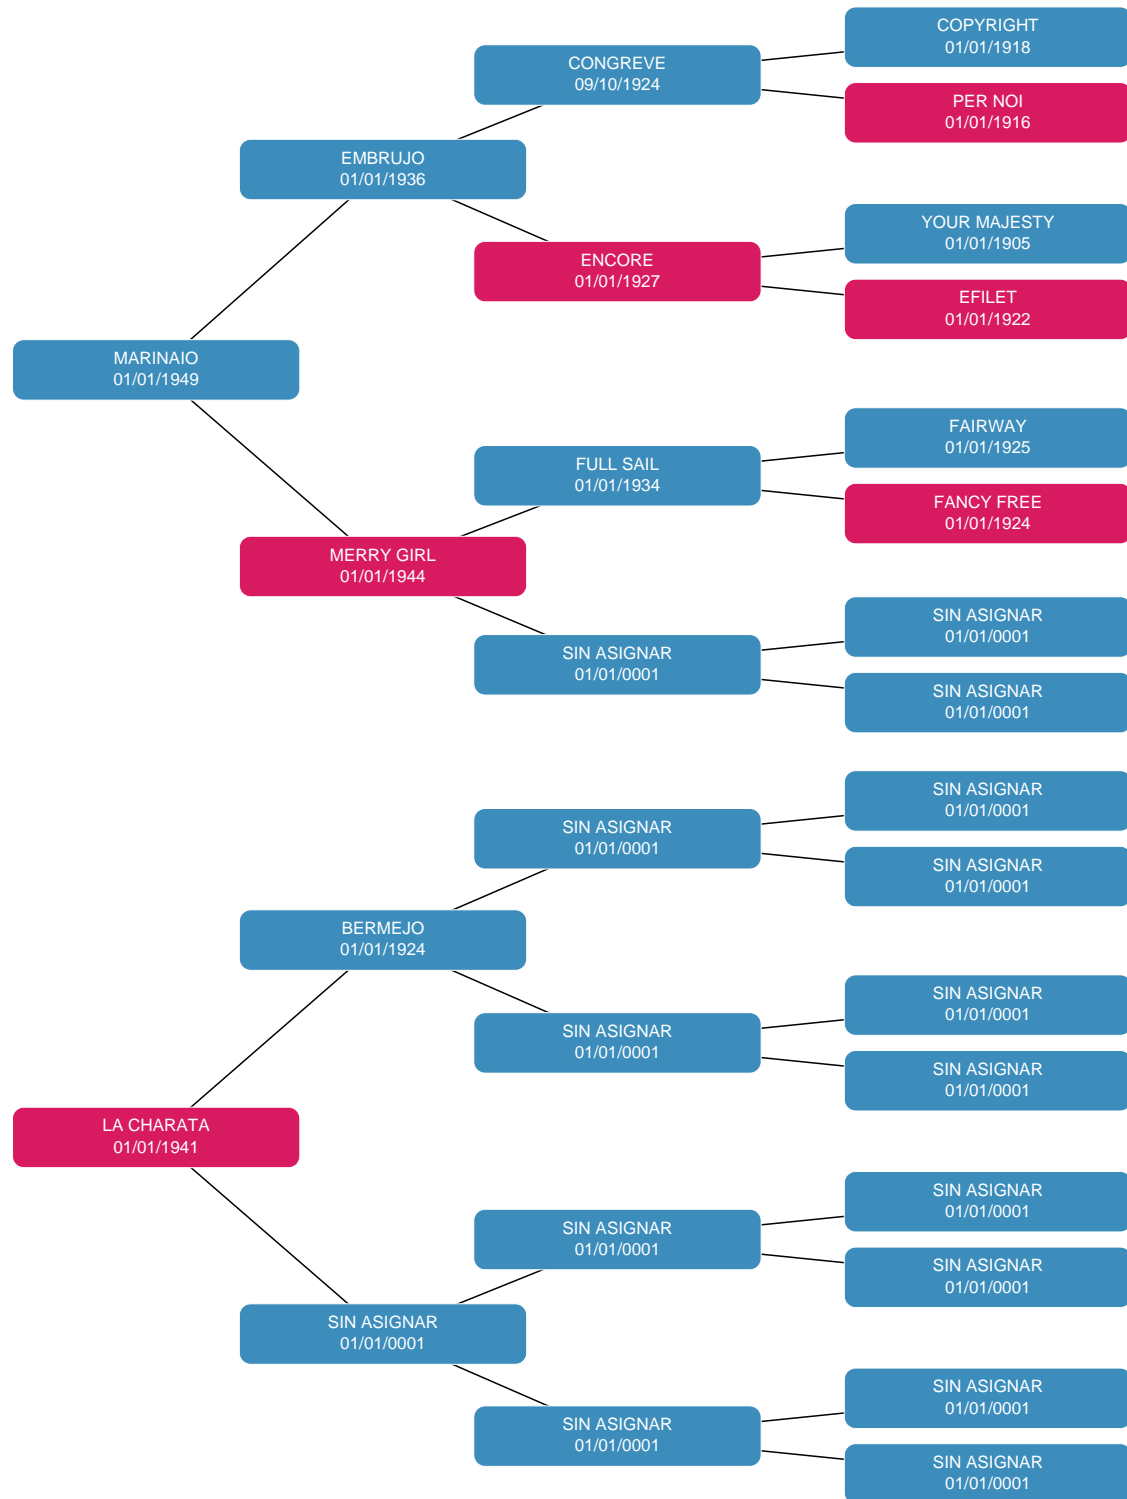 COPYRIGHT
01/01/1918
CONGREVE
09/10/1924
PER NOI
01/01/1916
EMBRUJO
01/01/1936
YOUR MAJESTY
01/01/1905
ENCORE
01/01/1927
EFILET
01/01/1922
MARINAIO
01/01/1949
FAIRWAY
01/01/1925
FULL SAIL
01/01/1934
FANCY FREE
01/01/1924
MERRY GIRL
01/01/1944
SIN ASIGNAR
01/01/0001
SIN ASIGNAR
01/01/0001
SIN ASIGNAR
01/01/0001
SIN ASIGNAR
01/01/0001
SIN ASIGNAR
01/01/0001
SIN ASIGNAR
01/01/0001
BERMEJO
01/01/1924
SIN ASIGNAR
01/01/0001
SIN ASIGNAR
01/01/0001
SIN ASIGNAR
01/01/0001
LA CHARATA
01/01/1941
SIN ASIGNAR
01/01/0001
SIN ASIGNAR
01/01/0001
SIN ASIGNAR
01/01/0001
SIN ASIGNAR
01/01/0001
SIN ASIGNAR
01/01/0001
SIN ASIGNAR
01/01/0001
SIN ASIGNAR
01/01/0001